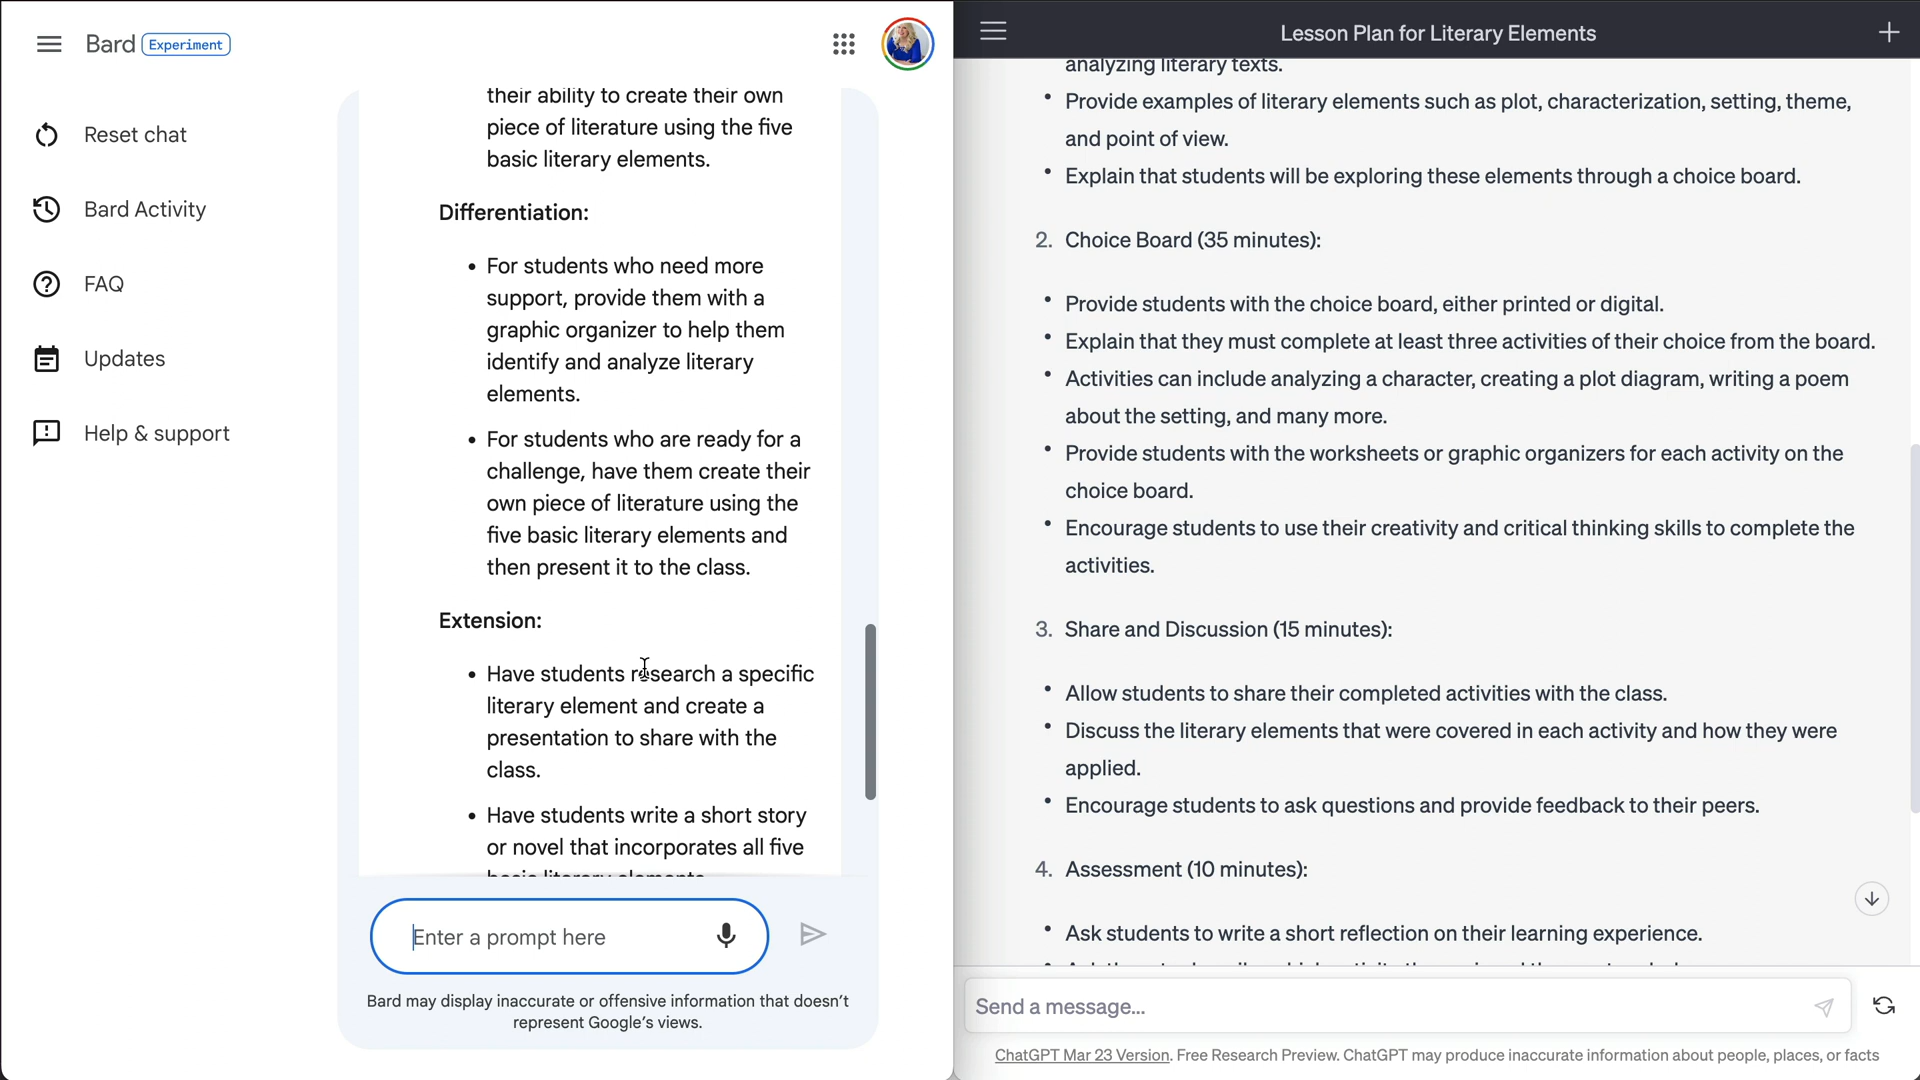 Bard Experiment
Reset chat
Bard Activity
FAQ
Updates
Help & support
their ability to create their own
piece of literature using the five
basic literary elements.
Differentiation:
• For students who need more
support, provide them with a
graphic organizer to help them
identify and analyze literary
elements.
• For students who are ready for a
challenge, have them create their
own piece of literature using the
five basic literary elements and
then present it to the class.
Extension:
• Have students research a specific
literary element and create a
presentation to share with the
class.
• Have students write a short story
or novel that incorporates all five
basic literary elements.
Enter a prompt here
Bard may display inaccurate or offensive information that doesn’t
represent Google’s views.
Lesson Plan for Literary Elements
analyzing literary texts.
• Provide examples of literary elements such as plot, characterization, setting, theme,
and point of view.
• Explain that students will be exploring these elements through a choice board.
2. Choice Board (35 minutes):
• Provide students with the choice board, either printed or digital.
• Explain that they must complete at least three activities of their choice from the board.
• Activities can include analyzing a character, creating a plot diagram, writing a poem
about the setting, and many more.
• Provide students with the worksheets or graphic organizers for each activity on the
choice board.
• Encourage students to use their creativity and critical thinking skills to complete the
activities.
3. Share and Discussion (15 minutes):
• Allow students to share their completed activities with the class.
• Discuss the literary elements that were covered in each activity and how they were
applied.
• Encourage students to ask questions and provide feedback to their peers.
4. Assessment (10 minutes):
• Ask students to write a short reflection on their learning experience.
Send a message...
ChatGPT Mar 23 Version. Free Research Preview. ChatGPT may produce inaccurate information about people, places, or facts